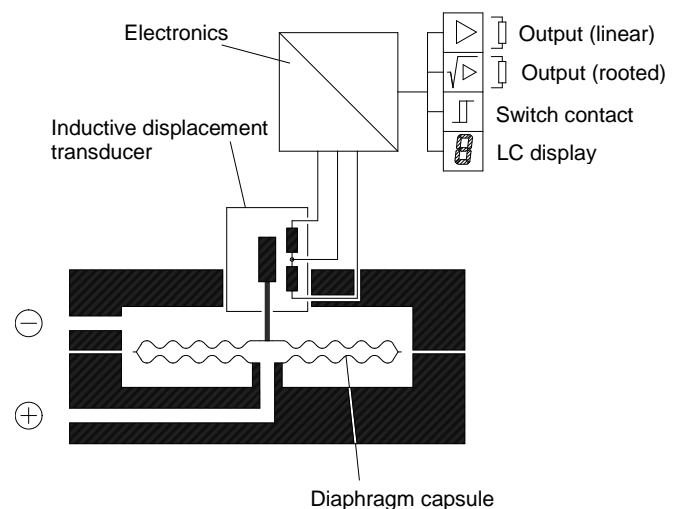 Electronics
Output (linear)
Output (rooted)
Switch contact
LC display
Inductive displacement
transducer
−
+
Diaphragm capsule